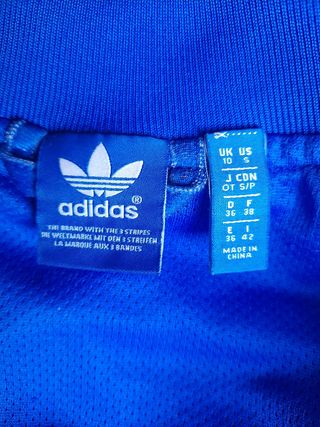 adidas®
THE BRAND WITH THE 3 STRIPES
DIE WELTMARKE MIT DEN 3 STREIFEN
LA MARQUE AUX 3 BANDES
UK US
10 S
J CDN
OT S/P
D F
36 38
E I
36 42
MADE IN
CHINA